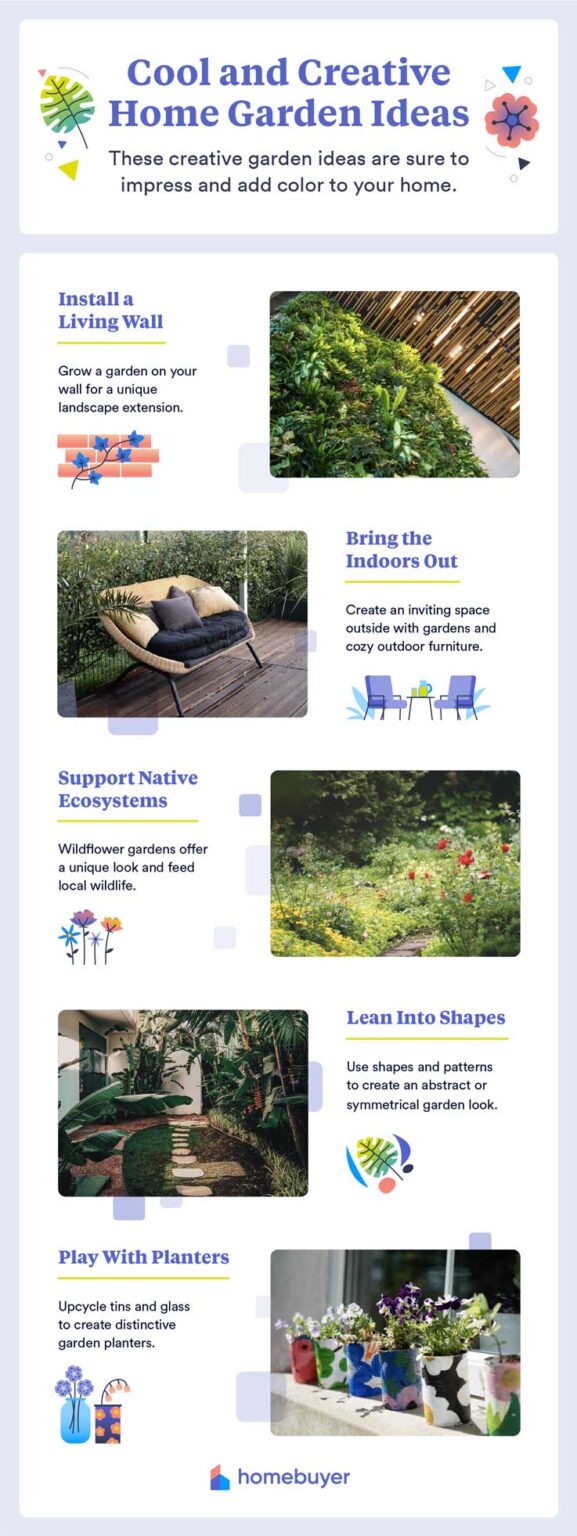 Cool and Creative
Home Garden Ideas
These creative garden ideas are sure to
impress and add color to your home.
Install a
Living Wall
Grow a garden on your
wall for a unique
landscape extension.
Bring the
Indoors Out
Create an inviting space
outside with gardens and
cozy outdoor furniture.
Support Native
Ecosystems
Wildflower gardens offer
a unique look and feed
local wildlife.
Lean Into Shapes
Use shapes and patterns
to create an abstract or
symmetrical garden look.
Play With Planters
Upcycle tins and glass
to create distinctive
garden planters.
homebuyer